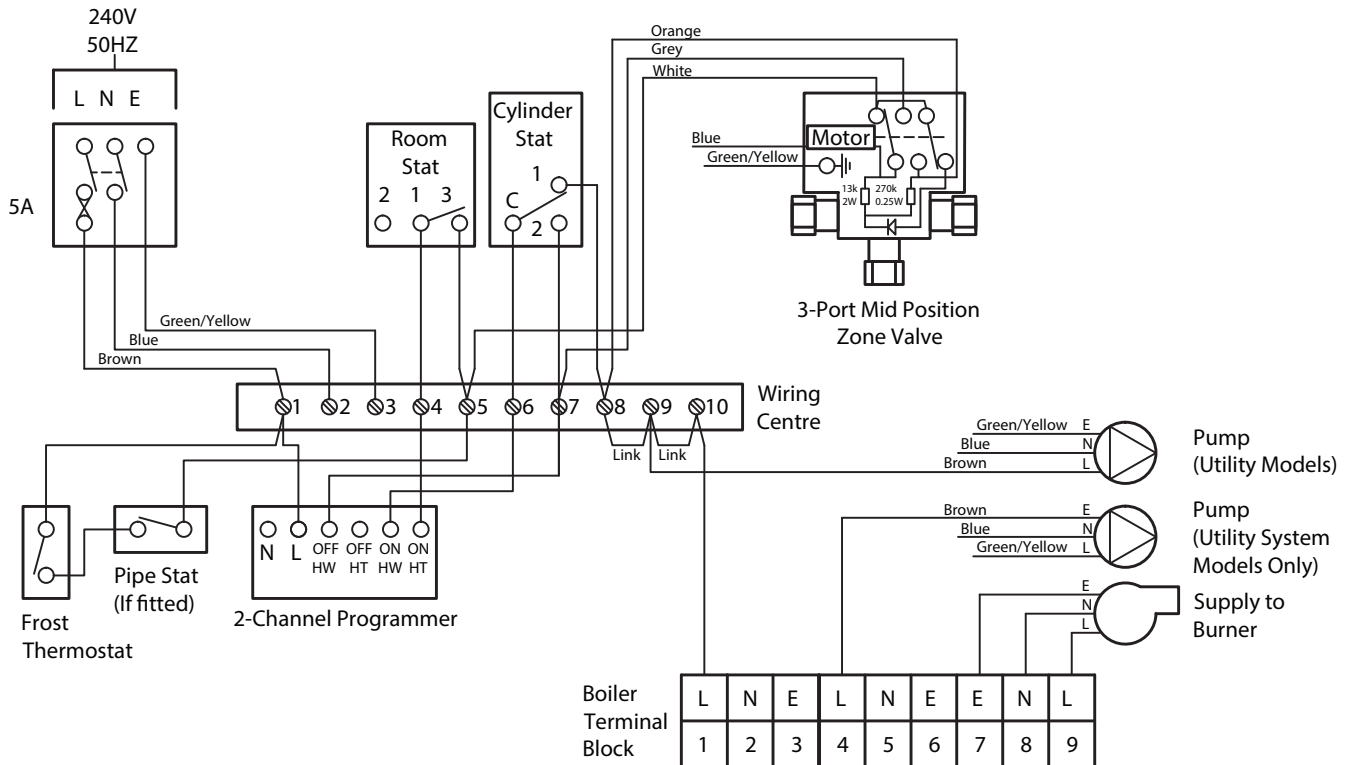 240V
50HZ
L N E
5A
Room
Stat
2 1 3
Cylinder
Stat
1
C
2
Orange
Grey
White
Blue
Green/Yellow
Motor
13k
2W
270k
0.25W
3-Port Mid Position
Zone Valve
Green/Yellow
Blue
Brown
1 2 3 4 5 6 7 8 9 10
Wiring
Centre
Link Link
Frost
Thermostat
Pipe Stat
(If fitted)
N L OFF OFF ON ON
HW HT HW HT
2-Channel Programmer
Green/Yellow E
Blue N
Brown L
Pump
(Utility Models)
Brown E
Blue N
Green/Yellow L
Pump
(Utility System
Models Only)
E
N
L
Supply to
Burner
Boiler
Terminal
Block
L N E L N E E N L
1 2 3 4 5 6 7 8 9